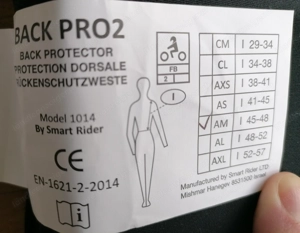 BACK PRO2
BACK PROTECTOR
PROTECTION DORSALE
RÜCKENSCHUTZWESTE
Model 1014
By Smart Rider
CE
EN-1621-2-2014
i
FB
2 I
I
CM I 29-34
CL I 34-38
AXS I 38-41
AS I 41-45
AM I 45-48
AL I 48-52
AXL I 52-57
Manufactured by Smart Rider LTD
Mishmar Hanegev